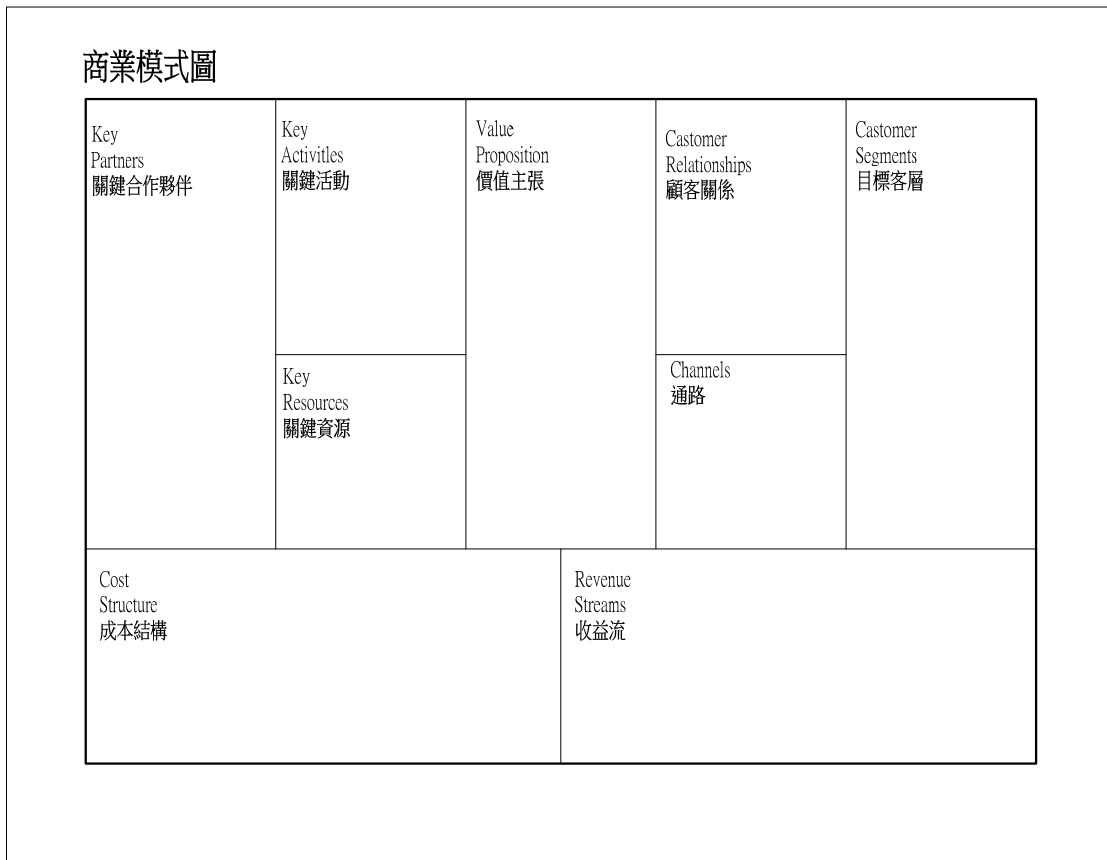 商業模式圖
Key
Partners
關鍵合作夥伴
Key
Activitles
關鍵活動
Key
Resources
關鍵資源
Value
Proposition
價值主張
Castomer
Relationships
顧客關係
Channels
通路
Castomer
Segments
目標客層
Cost
Structure
成本結構
Revenue
Streams
收益流